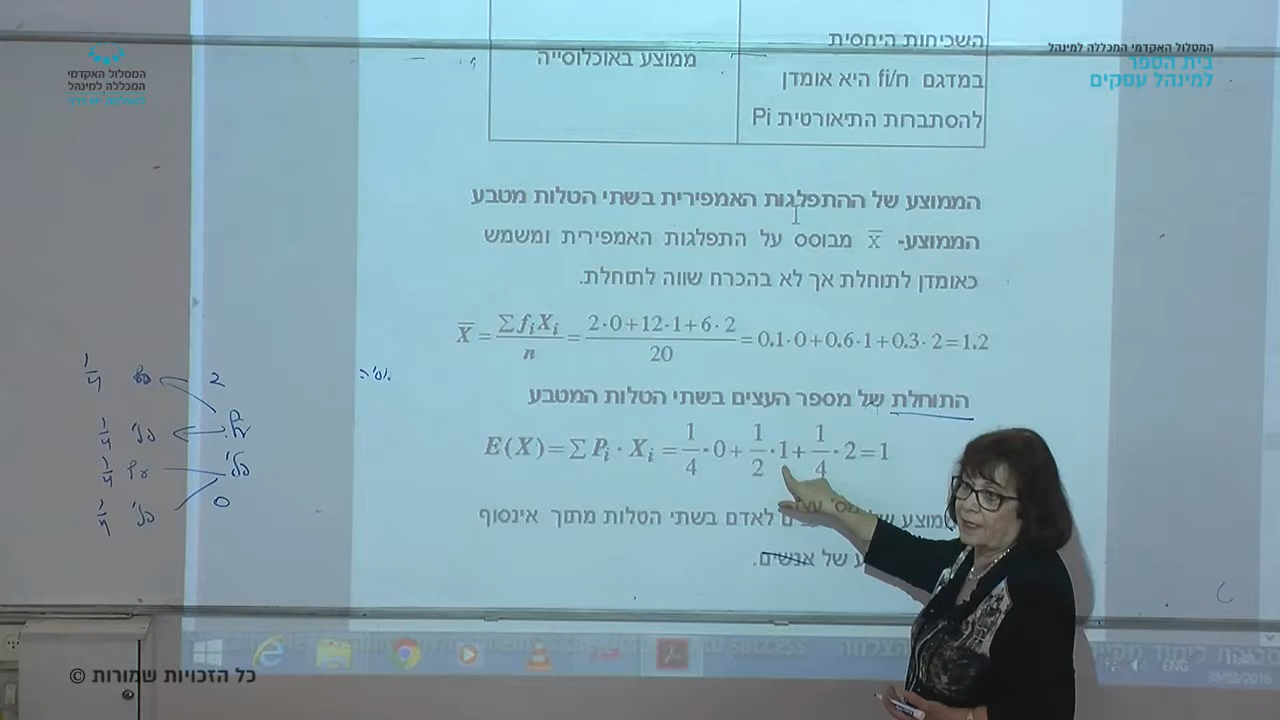 המסלול האקדמי המכללה למינהל
בית הספר
למינהל עסקים
המסלול האקדמי
המכללה למינהל
השכיחות היחסית
במדגם fi/n היא אומדן
להסתברות התיאורטית Pi
ממוצע באוכלוסייה
הממוצע של ההתפלגות האמפירית בשתי הטלות מטבע
הממוצע- X̅ מבוסס על התפלגות האמפירית ומשמש
כאומדן לתוחלת אך לא בהכרח שווה לתוחלת.
X̅ = ΣfᵢXᵢ / n = (2·0+12·1+6·2) / 20 = 0.1·0+0.6·1+0.3·2=1.2
התוחלת של מספר העצים בשתי הטלות המטבע
E(X)=ΣPᵢ·Xᵢ = 1/4·0+1/2·1+1/4·2=1
לאדם בשתי הטלות מתוך אינסוף
של אנשים.
1/4 2
1/4
1/4
1/4 0
to success
ENG
כל הזכויות שמורות ©